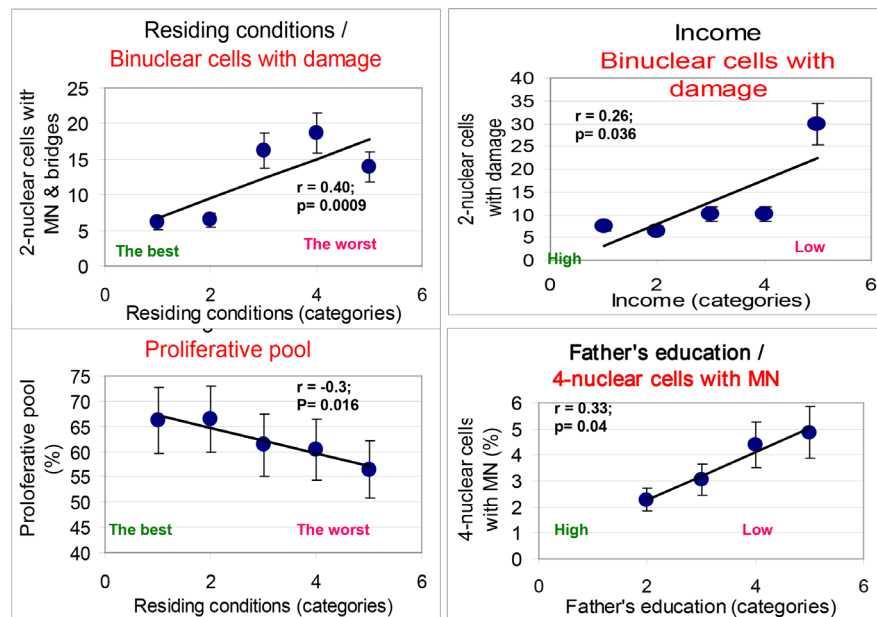 Residing conditions /
Binuclear cells with damage
2-nuclear cells with
MN & bridges
25
20
15
10
5
0
r = 0.40;
p= 0.0009
The best
The worst
0 2 4 6
Residing conditions (categories)
Income
Binuclear cells with
damage
2-nuclear cells
with damage
40
35
30
25
20
15
10
5
0
r = 0.26;
p= 0.036
High
Low
0 2 4 6
Income (categories)
Proliferative pool
Proloferative pool
(%)
75
70
65
60
55
50
45
40
r = -0.3;
P= 0.016
The best
The worst
0 2 4 6
Residing conditions (categories)
Father's education /
4-nuclear cells with MN
4-nuclear cells
with MN (%)
6
5
4
3
2
1
0
r = 0.33;
p= 0.04
High
Low
0 2 4 6
Father's education (categories)